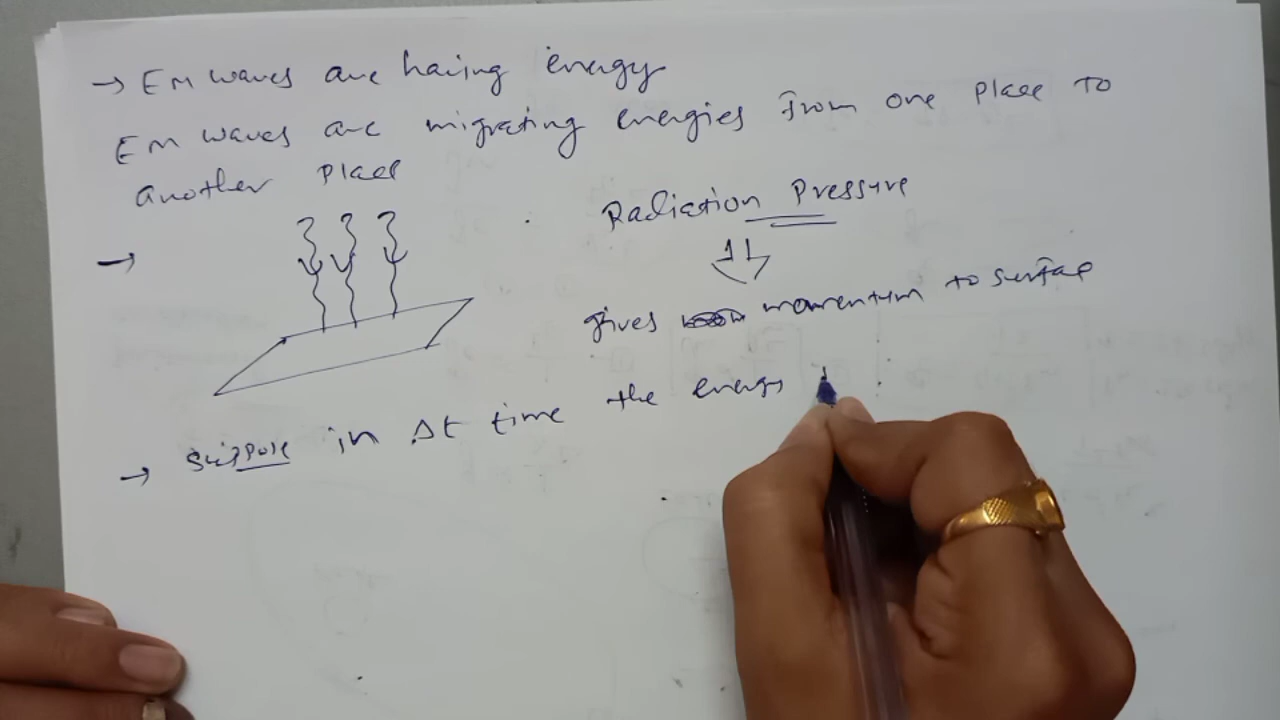 → EM waves are having energy
EM waves are migrating energies from one place to
another place
→
Radiation Pressure
gives momentum to surface
→ Suppose in Δt time the energy